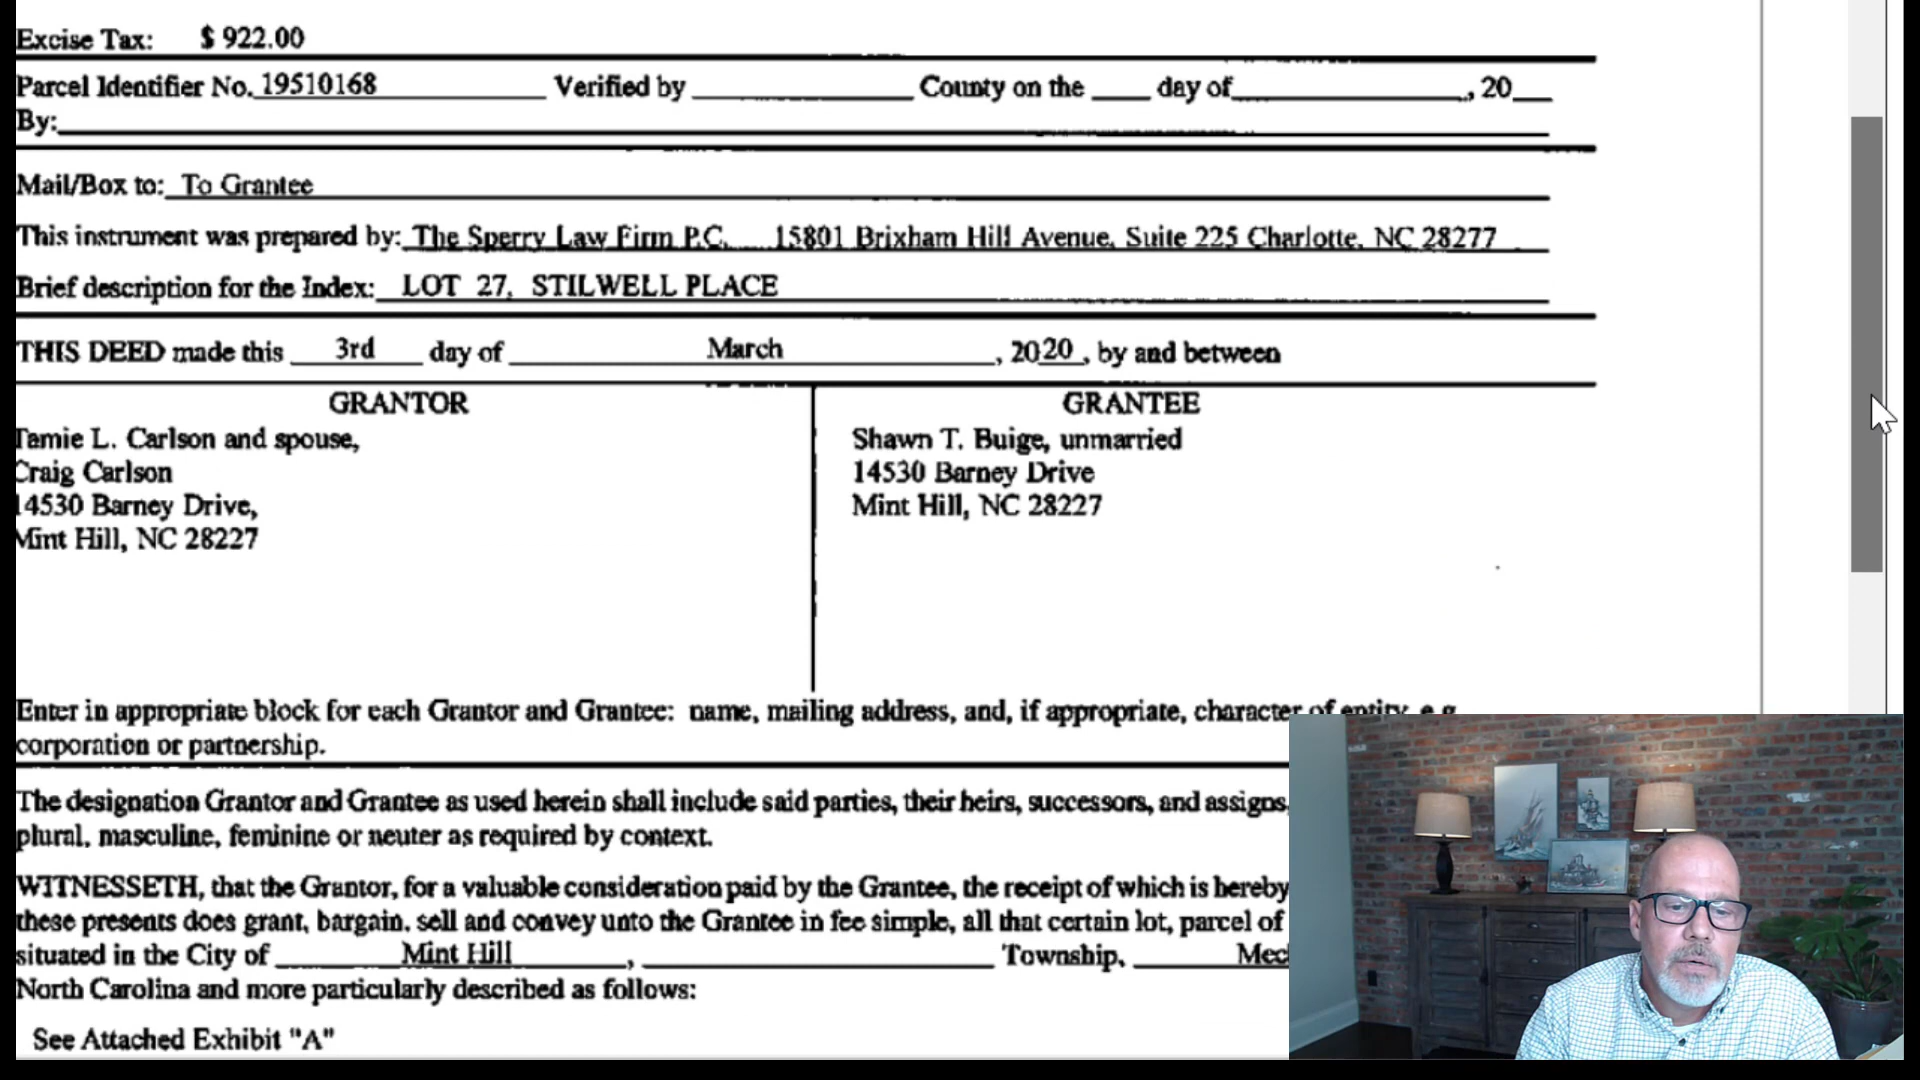 Excise Tax: $ 922.00
Parcel Identifier No. 19510168 Verified by ________ County on the ___ day of ________, 20__
By:
Mail/Box to: To Grantee
This instrument was prepared by: The Sperry Law Firm P.C. 15801 Brixham Hill Avenue, Suite 225 Charlotte, NC 28277
Brief description for the Index: LOT 27, STILWELL PLACE
THIS DEED made this 3rd day of March, 2020, by and between
GRANTOR
Tamie L. Carlson and spouse,
Craig Carlson
14530 Barney Drive,
Mint Hill, NC 28227
GRANTEE
Shawn T. Buige, unmarried
14530 Barney Drive
Mint Hill, NC 28227
Enter in appropriate block for each Grantor and Grantee: name, mailing address, and, if appropriate, character of entity, e.g.
corporation or partnership.
The designation Grantor and Grantee as used herein shall include said parties, their heirs, successors, and assigns,
plural, masculine, feminine or neuter as required by context.
WITNESSETH, that the Grantor, for a valuable consideration paid by the Grantee, the receipt of which is hereby
these presents does grant, bargain, sell and convey unto the Grantee in fee simple, all that certain lot, parcel of
situated in the City of Mint Hill, ________ Township, Mec
North Carolina and more particularly described as follows:
See Attached Exhibit "A"